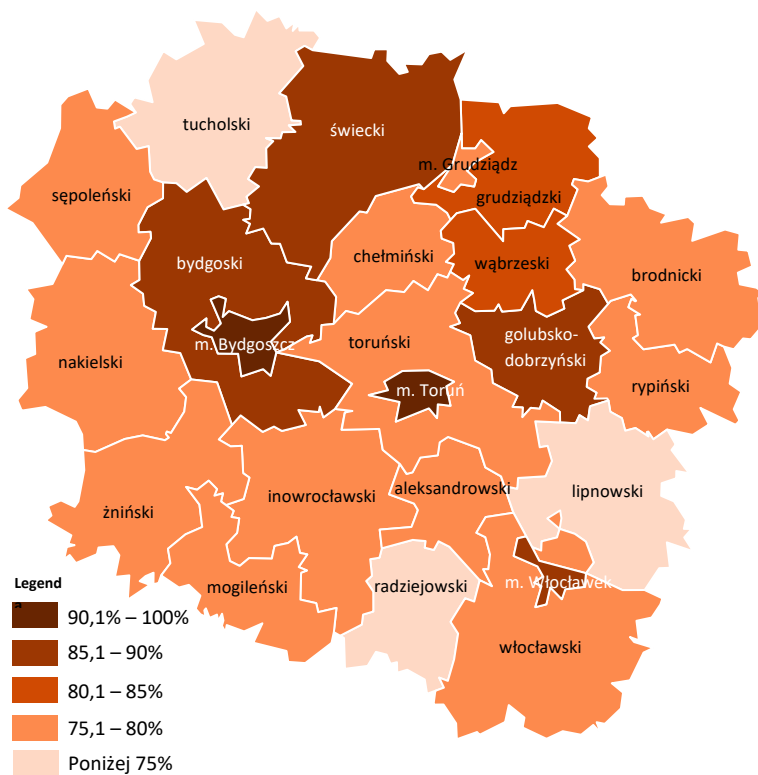 tucholski
świecki
m. Grudziądz
sępoleński
grudziądzki
bydgoski
chełmiński
wąbrzeski
brodnicki
m. Bydgoszcz
toruński
golubsko-
dobrzyński
nakielski
m. Toruń
rypiński
inowrocławski
aleksandrowski
lipnowski
żniński
mogileński
radziejowski
m. Włocławek
włocławski
Legend
a
90,1% – 100%
85,1 – 90%
80,1 – 85%
75,1 – 80%
Poniżej 75%